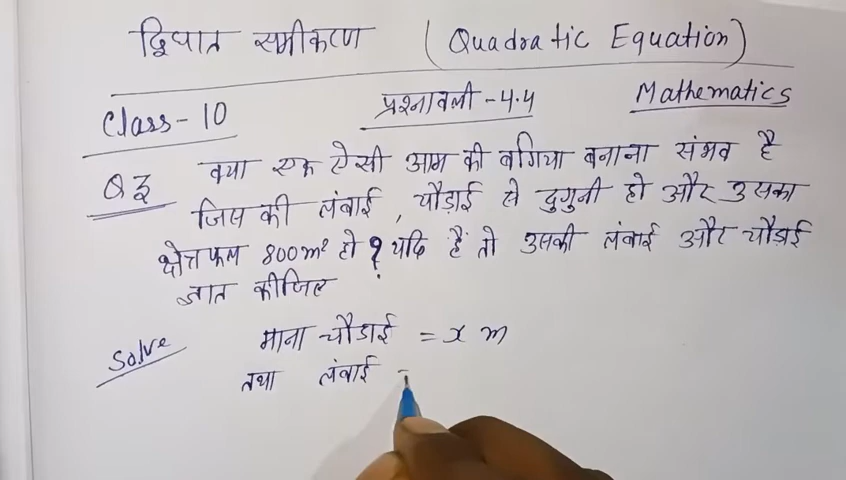 द्विघात समीकरण (Quadratic Equation)
Class-10 प्रश्नावली-4.4 Mathematics
Q3 क्या एक ऐसी आम की बगिया बनाना संभव है
जिस की लंबाई, चौड़ाई से दुगुनी हो और उसका
क्षेत्रफल 800m² हो ? यदि है तो उसकी लंबाई और चौड़ाई
ज्ञात कीजिए
Solve माना चौडाई = x m
तथा लंबाई -